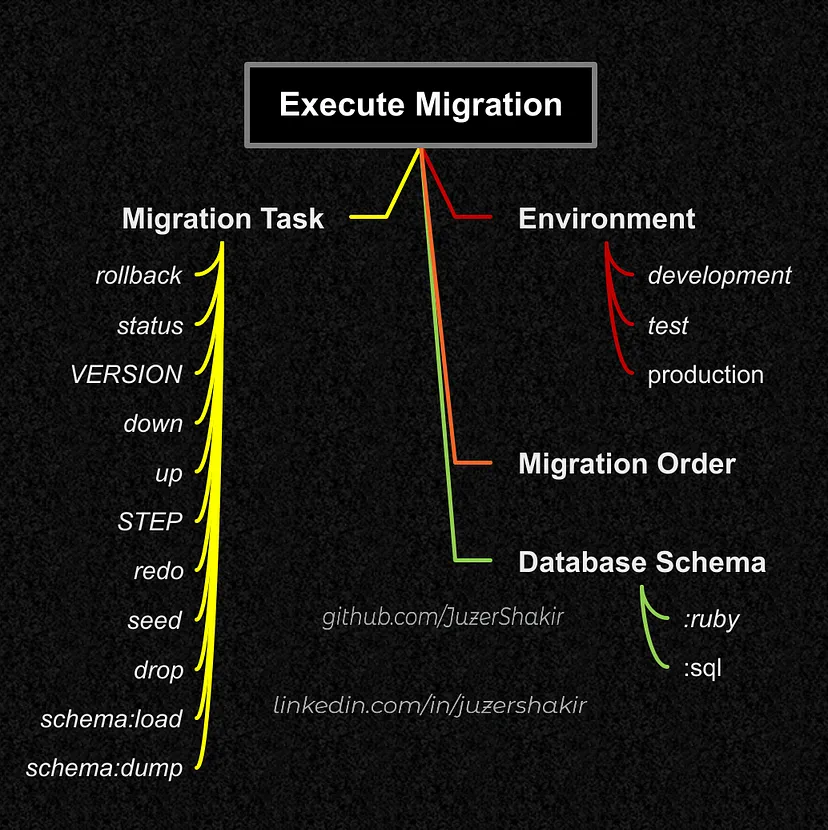 Execute Migration
Migration Task
rollback
status
VERSION
down
up
STEP
redo
seed
drop
schema:load
schema:dump
Environment
development
test
production
Migration Order
Database Schema
:ruby
:sql
github.com/JuzerShakir
linkedin.com/in/juzershakir